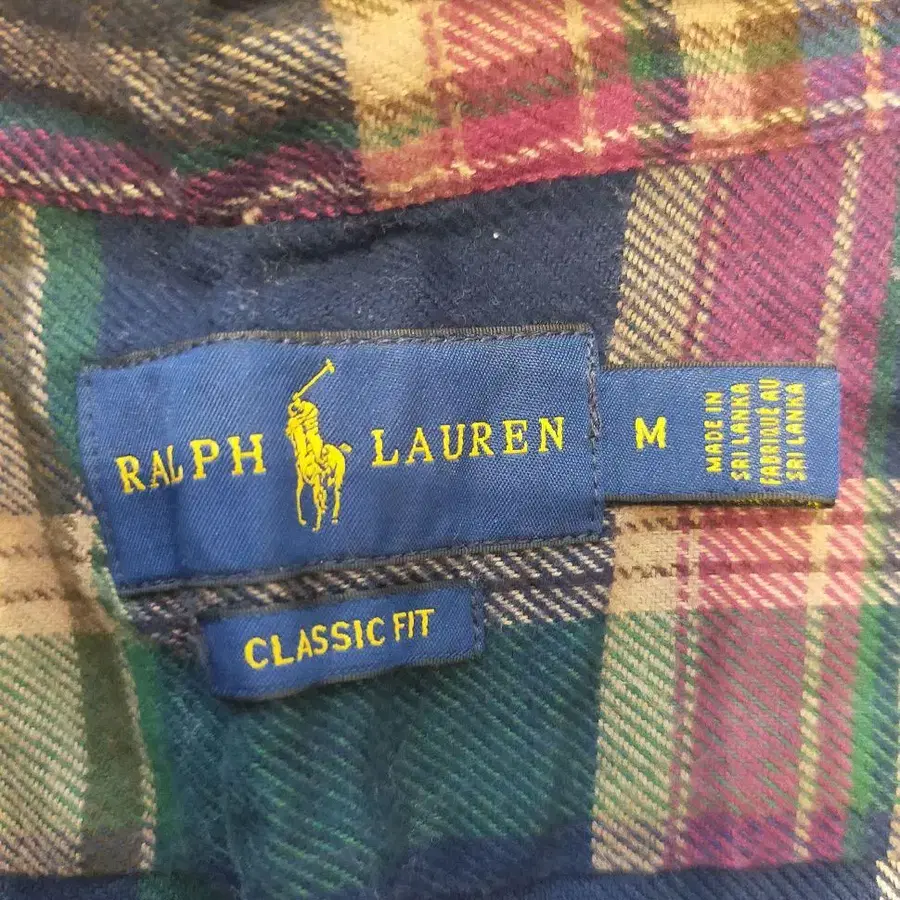 RALPH LAUREN
M
MADE IN
SRI LANKA
FABRIQUÉ AU
SRI LANKA
CLASSIC FIT